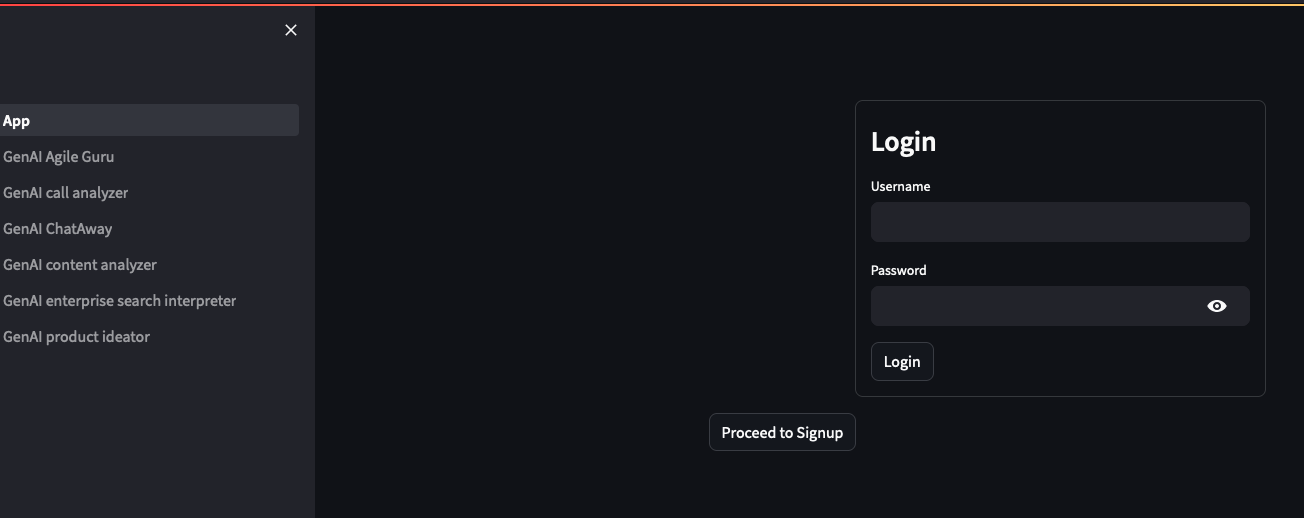 App
GenAI Agile Guru
GenAI call analyzer
GenAI ChatAway
GenAI content analyzer
GenAI enterprise search interpreter
GenAI product ideator
Login
Username
Password
Login
Proceed to Signup